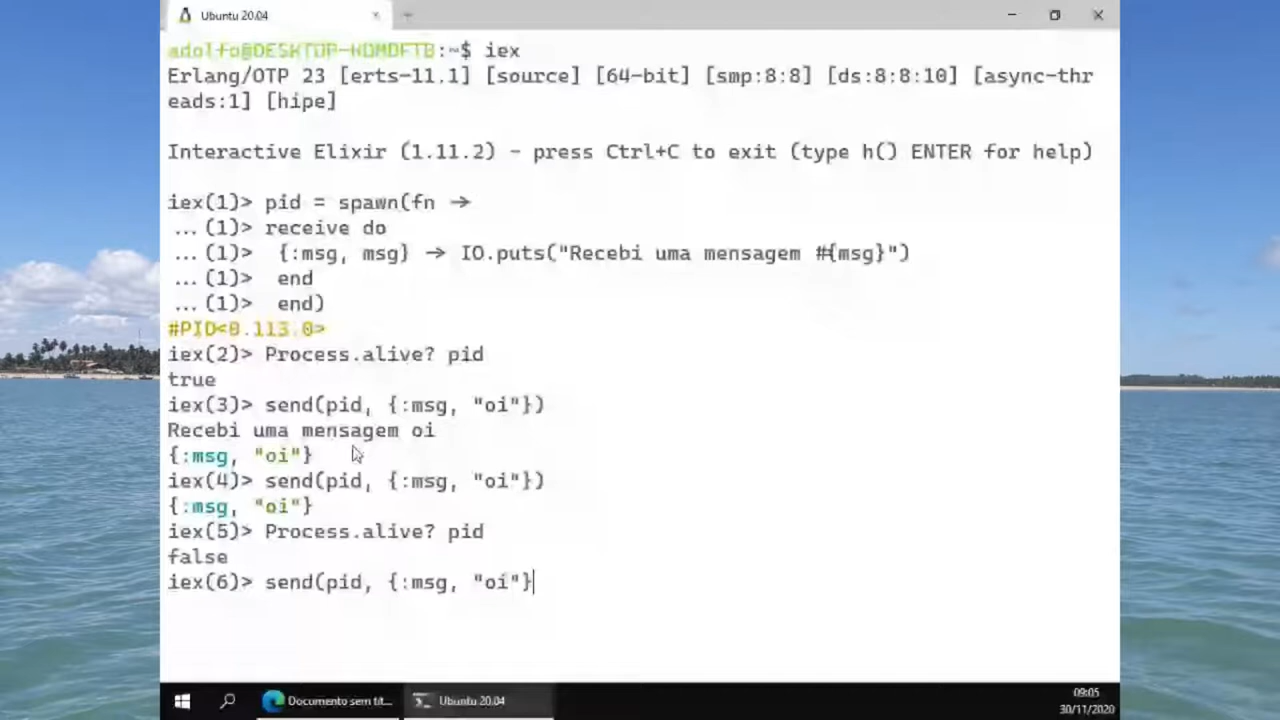 Ubuntu 20.04
adolfo@DESKTOP-KOMDFTB:~$ iex
Erlang/OTP 23 [erts-11.1] [source] [64-bit] [smp:8:8] [ds:8:8:10] [async-thr
eads:1] [hipe]
Interactive Elixir (1.11.2) - press Ctrl+C to exit (type h() ENTER for help)
iex(1)> pid = spawn(fn ->
...(1)> receive do
...(1)>  {:msg, msg} -> IO.puts("Recebi uma mensagem #{msg}")
...(1)>  end
...(1)>  end)
#PID<0.113.0>
iex(2)> Process.alive? pid
true
iex(3)> send(pid, {:msg, "oi"})
Recebi uma mensagem oi
{:msg, "oi"}
iex(4)> send(pid, {:msg, "oi"})
{:msg, "oi"}
iex(5)> Process.alive? pid
false
iex(6)> send(pid, {:msg, "oi"}
Documento sem tít...
Ubuntu 20.04
09:05
30/11/2020